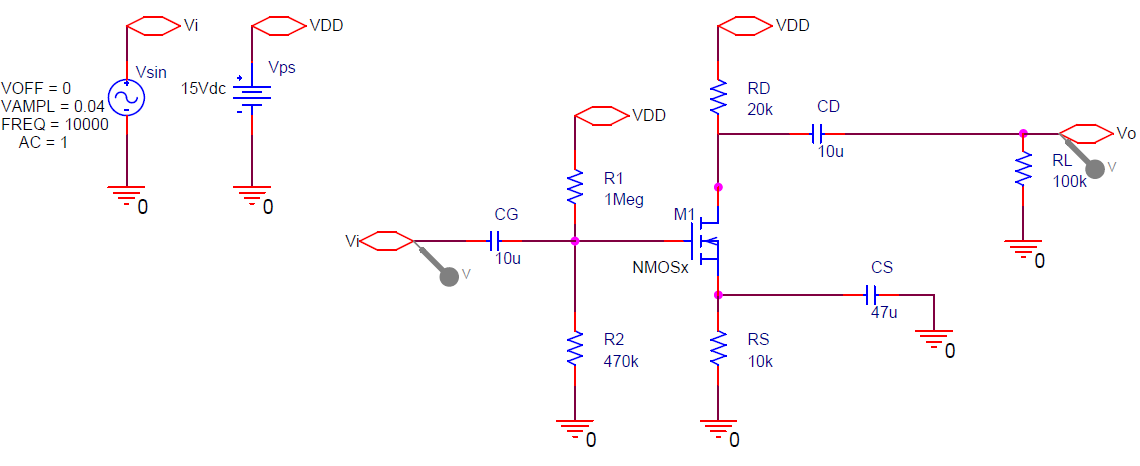 Vi
VDD
Vsin
Vps
VOFF = 0
VAMPL = 0.04
FREQ = 10000
AC = 1
15Vdc
0
0
VDD
RD
20k
CD
10u
Vo
V
RL
100k
0
VDD
R1
1Meg
CG
10u
Vi
V
M1
NMOSx
CS
47u
0
R2
470k
RS
10k
0
0